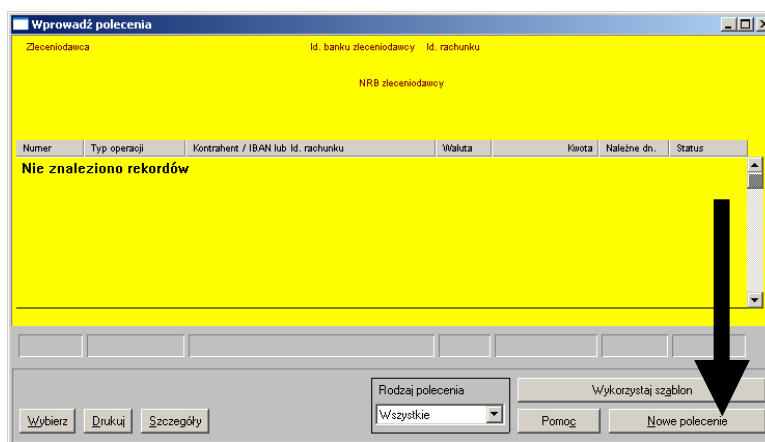 Wprowadź polecenia
Zleceniodawca Id. banku zleceniodawcy Id. rachunku
NRB zleceniodawcy
Numer Typ operacji Kontrahent / IBAN lub Id. rachunku Waluta Kwota Należne dn. Status
Nie znaleziono rekordów
Rodzaj polecenia Wykorzystaj szablon
Wybierz Drukuj Szczegóły Wszystkie Pomoc Nowe polecenie